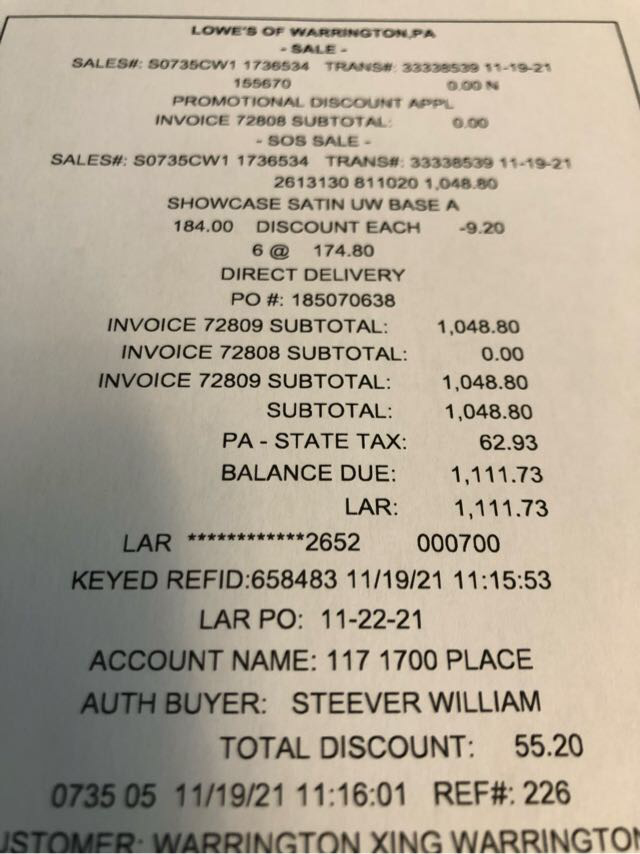 LOWE'S OF WARRINGTON,PA
- SALE -
SALES#: S0735CW1 1736534 TRANS#: 33338539 11-19-21
155670 0.00 N
PROMOTIONAL DISCOUNT APPL
INVOICE 72808 SUBTOTAL: 0.00
- SOS SALE -
SALES#: S0735CW1 1736534 TRANS#: 33338539 11-19-21
2613130 811020 1,048.80
SHOWCASE SATIN UW BASE A
184.00 DISCOUNT EACH -9.20
6 @ 174.80
DIRECT DELIVERY
PO #: 185070638
INVOICE 72809 SUBTOTAL: 1,048.80
INVOICE 72808 SUBTOTAL: 0.00
INVOICE 72809 SUBTOTAL: 1,048.80
SUBTOTAL: 1,048.80
PA - STATE TAX: 62.93
BALANCE DUE: 1,111.73
LAR: 1,111.73
LAR ************2652 000700
KEYED REFID:658483 11/19/21 11:15:53
LAR PO: 11-22-21
ACCOUNT NAME: 117 1700 PLACE
AUTH BUYER: STEEVER WILLIAM
TOTAL DISCOUNT: 55.20
0735 05 11/19/21 11:16:01 REF#: 226
USTOMER: WARRINGTON XING WARRINGTON